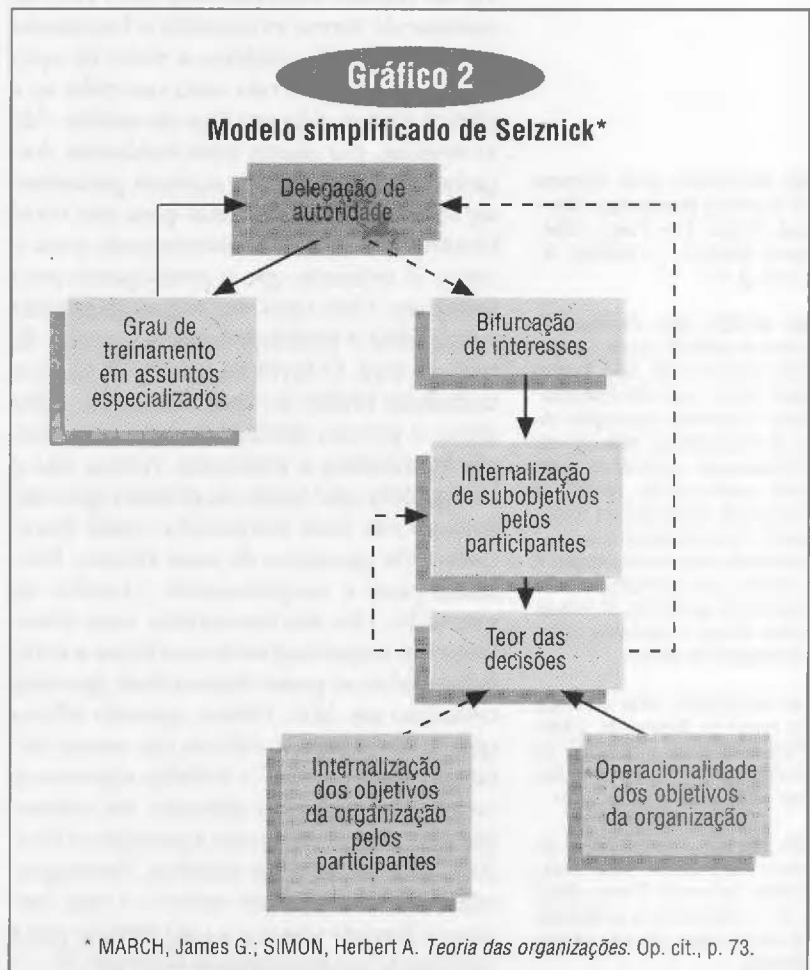 Gráfico 2
Modelo simplificado de Selznick*
Delegação de
autoridade
Grau de
treinamento
em assuntos
especializados
Bifurcação
de interesses
Internalização
de subobjetivos
pelos
participantes
Teor das
decisões
Internalização
dos objetivos
da organização
pelos
participantes
Operacionalidade
dos objetivos
da organização
* MARCH, James G.; SIMON, Herbert A. Teoria das organizações. Op. cit., p. 73.